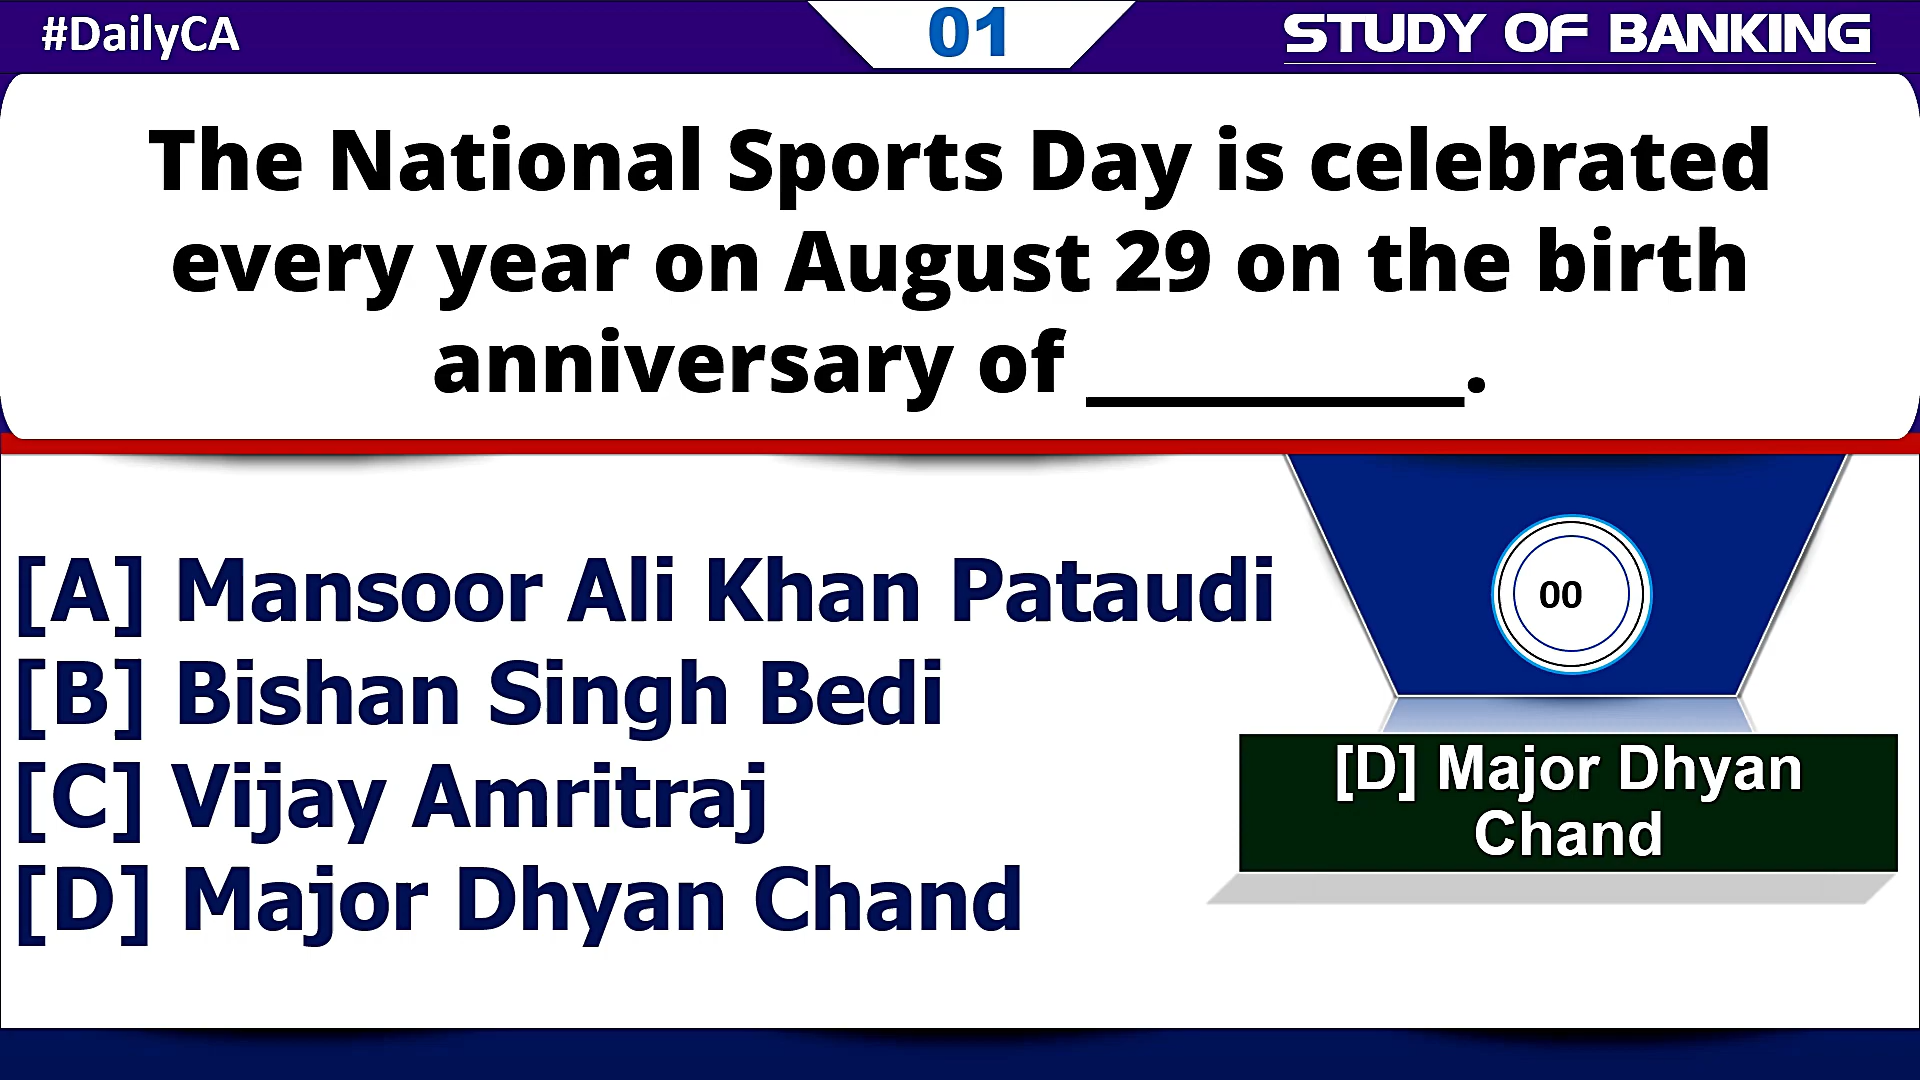 #DailyCA
01
STUDY OF BANKING
The National Sports Day is celebrated
every year on August 29 on the birth
anniversary of _________.
[A] Mansoor Ali Khan Pataudi
[B] Bishan Singh Bedi
[C] Vijay Amritraj
[D] Major Dhyan Chand
00
[D] Major Dhyan
Chand